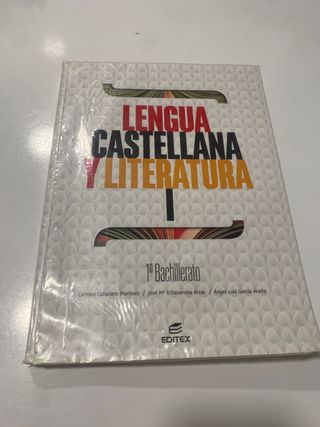 LENGUA
CASTELLANA
Y LITERATURA
I
1º Bachillerato
Carmen Caballero Martínez / José Mª Echazarreta Arzac / Ángel Luis García Aceña
EDITEX